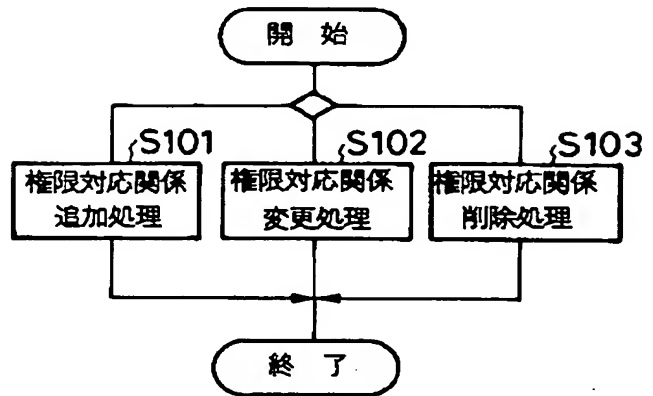 開 始
S101
権限対応関係
追加処理
S102
権限対応関係
変更処理
S103
権限対応関係
削除処理
終 了